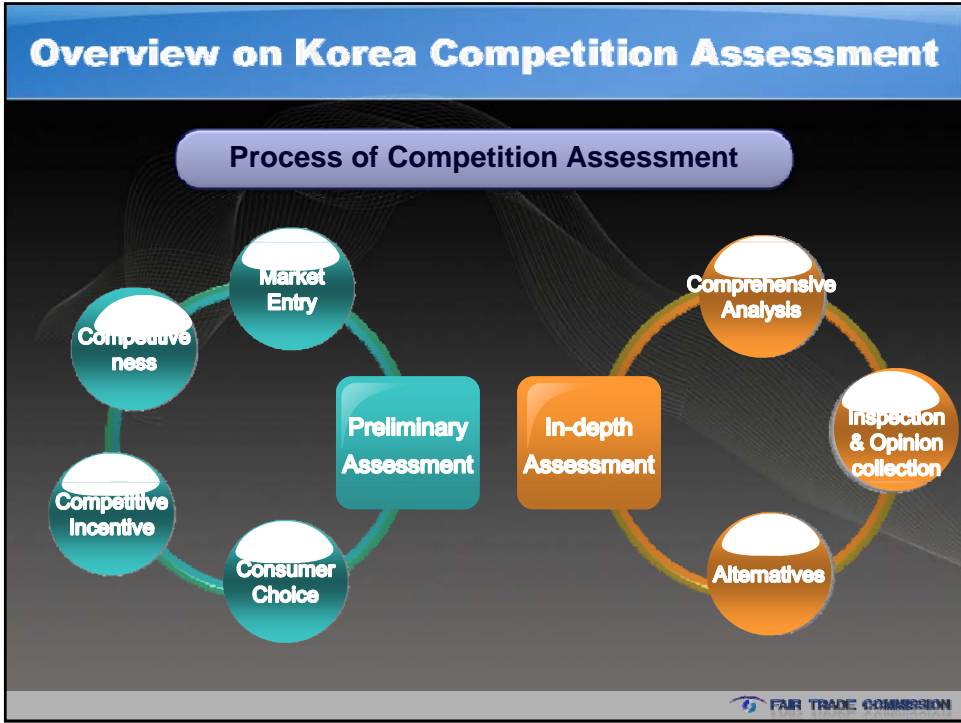 Overview on Korea Competition Assessment
Process of Competition Assessment
Market
Entry
Competitive
ness
Competitive
Incentive
Consumer
Choice
Preliminary
Assessment
In-depth
Assessment
Comprehensive
Analysis
Inspection
& Opinion
collection
Alternatives
FAIR TRADE COMMISSION